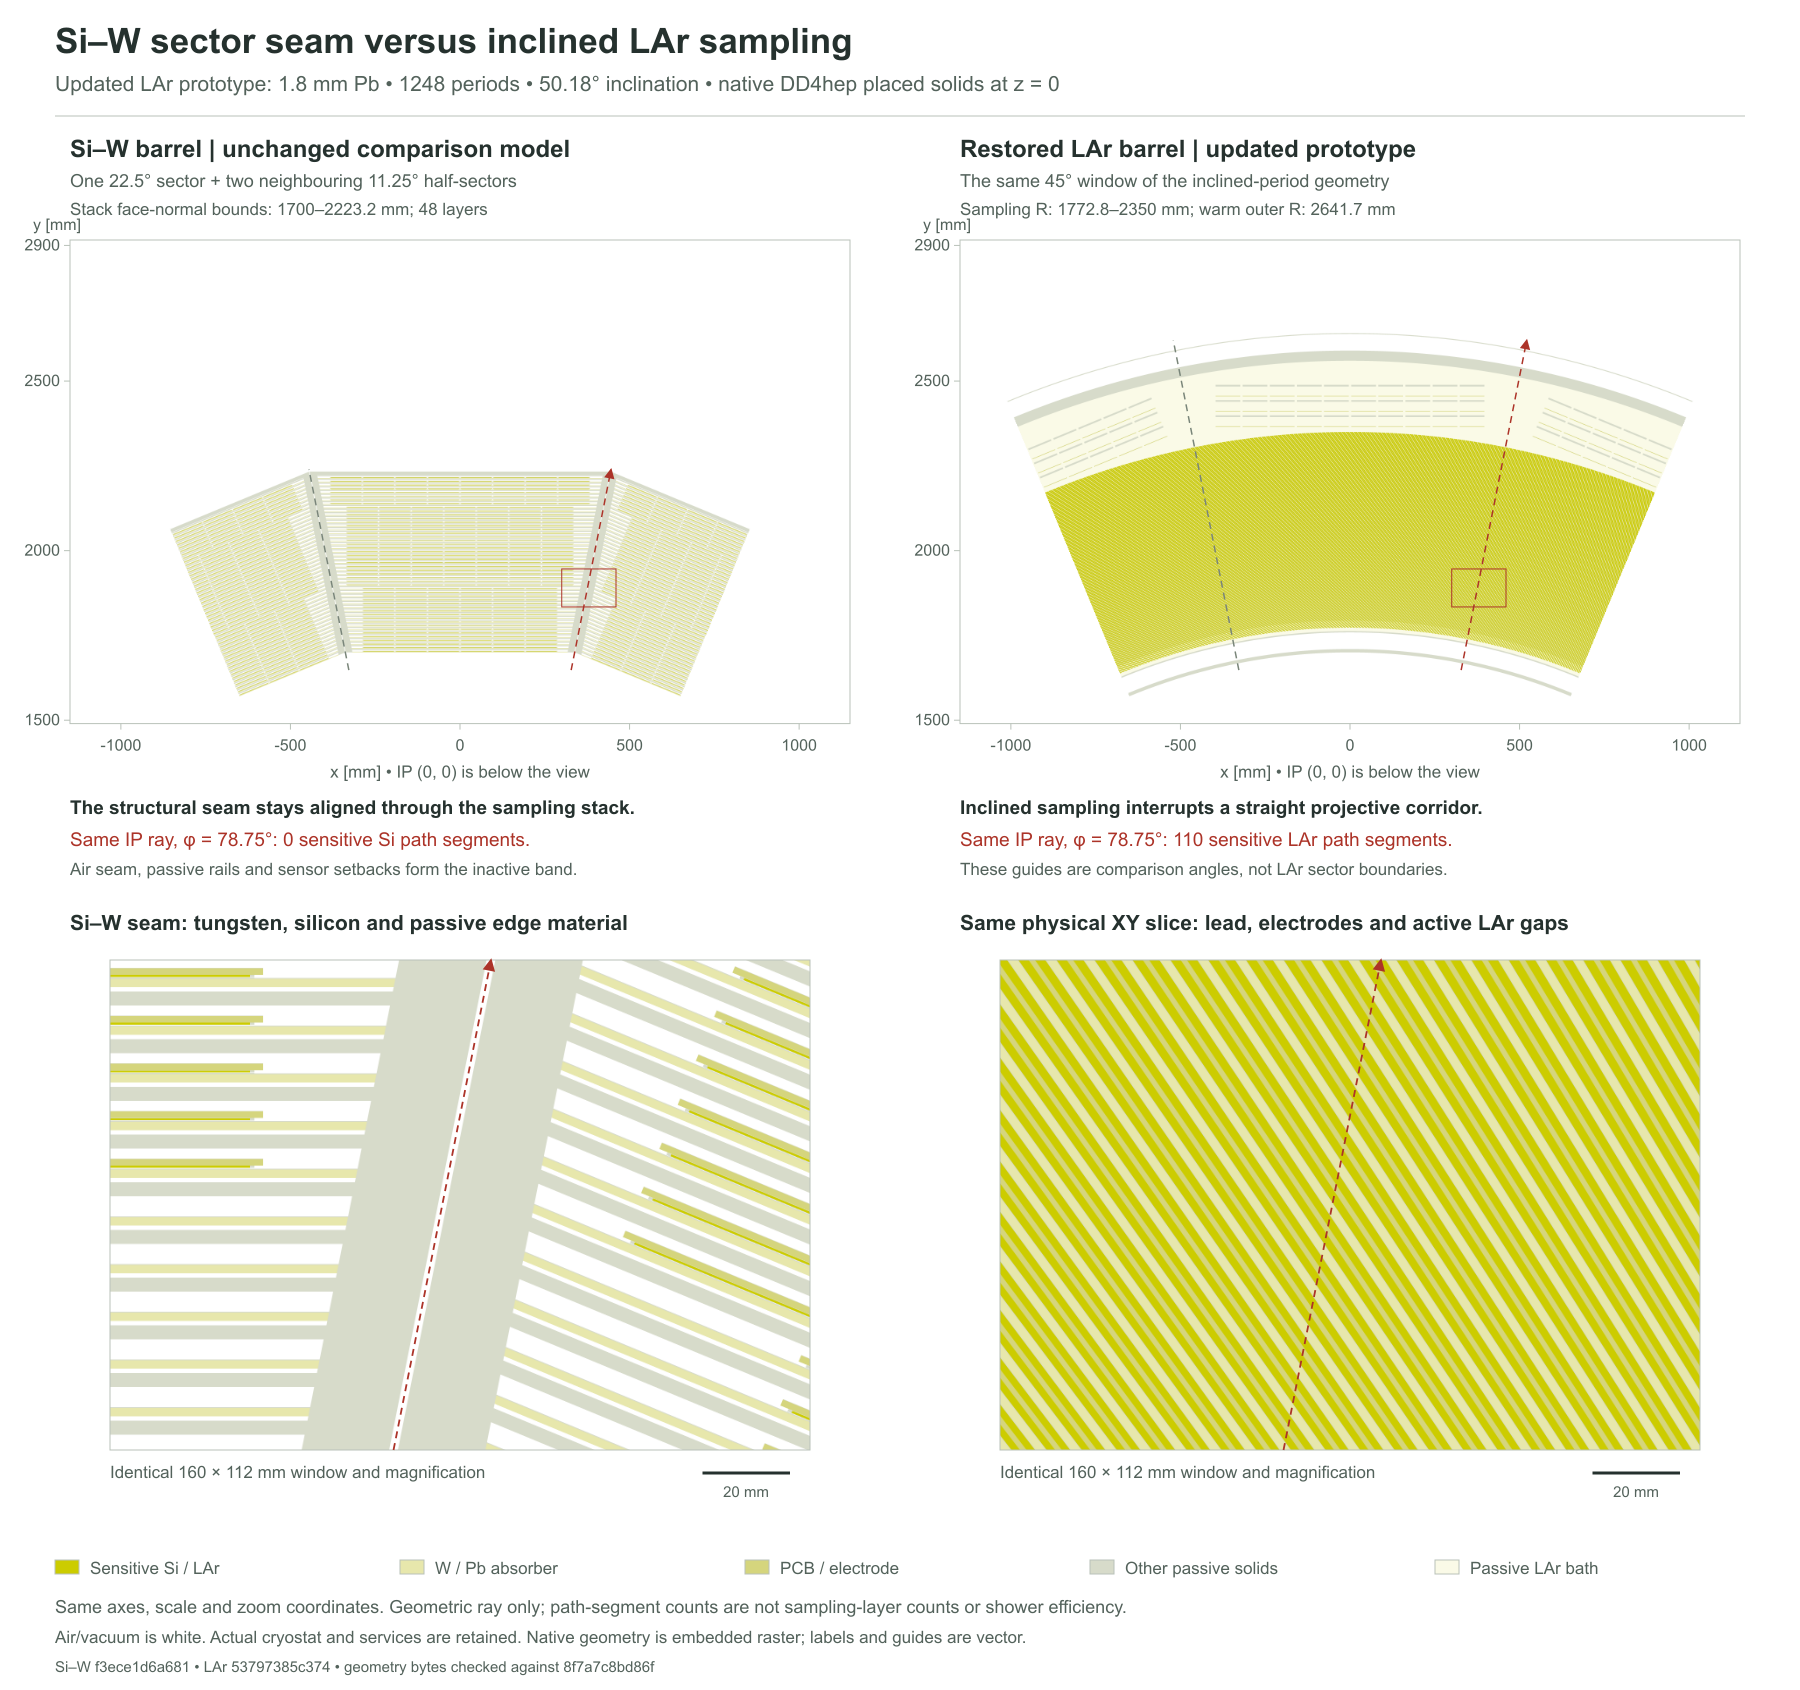 Si–W sector seam versus inclined LAr sampling
Updated LAr prototype: 1.8 mm Pb • 1248 periods • 50.18° inclination • native DD4hep placed solids at z = 0
Si–W barrel | unchanged comparison model
One 22.5° sector + two neighbouring 11.25° half-sectors
Stack face-normal bounds: 1700–2223.2 mm; 48 layers
y [mm]
2900
2500
2000
1500
-1000
-500
0
500
1000
x [mm] • IP (0, 0) is below the view
The structural seam stays aligned through the sampling stack.
Same IP ray, φ = 78.75°: 0 sensitive Si path segments.
Air seam, passive rails and sensor setbacks form the inactive band.
Restored LAr barrel | updated prototype
The same 45° window of the inclined-period geometry
Sampling R: 1772.8–2350 mm; warm outer R: 2641.7 mm
y [mm]
2900
2500
2000
1500
-1000
-500
0
500
1000
x [mm] • IP (0, 0) is below the view
Inclined sampling interrupts a straight projective corridor.
Same IP ray, φ = 78.75°: 110 sensitive LAr path segments.
These guides are comparison angles, not LAr sector boundaries.
Si–W seam: tungsten, silicon and passive edge material
Identical 160 × 112 mm window and magnification
20 mm
Same physical XY slice: lead, electrodes and active LAr gaps
Identical 160 × 112 mm window and magnification
20 mm
Sensitive Si / LAr
W / Pb absorber
PCB / electrode
Other passive solids
Passive LAr bath
Same axes, scale and zoom coordinates. Geometric ray only; path-segment counts are not sampling-layer counts or shower efficiency.
Air/vacuum is white. Actual cryostat and services are retained. Native geometry is embedded raster; labels and guides are vector.
Si–W f3ece1d6a681 • LAr 53797385c374 • geometry bytes checked against 8f7a7c8bd86f